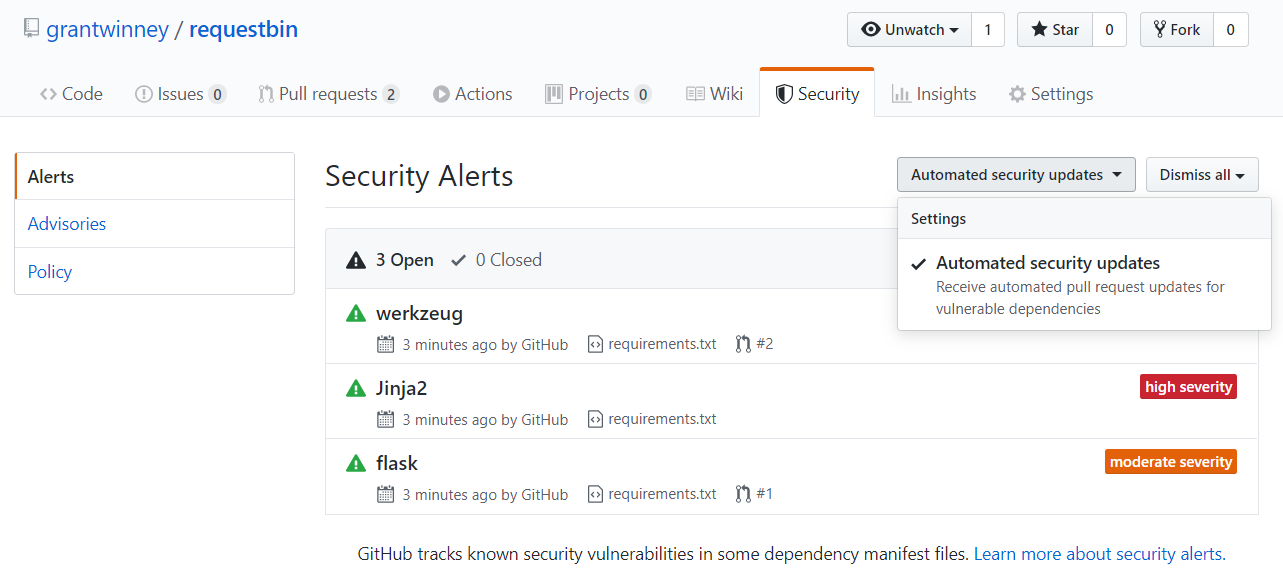 grantwinney / requestbin
Unwatch 1 Star 0 Fork 0
Code Issues 0 Pull requests 2 Actions Projects 0 Wiki Security Insights Settings
Alerts
Advisories
Policy
Security Alerts
Automated security updates Dismiss all
Settings
Automated security updates
Receive automated pull request updates for
vulnerable dependencies
3 Open 0 Closed
werkzeug
3 minutes ago by GitHub requirements.txt #2
Jinja2 high severity
3 minutes ago by GitHub requirements.txt
flask moderate severity
3 minutes ago by GitHub requirements.txt #1
GitHub tracks known security vulnerabilities in some dependency manifest files. Learn more about security alerts.